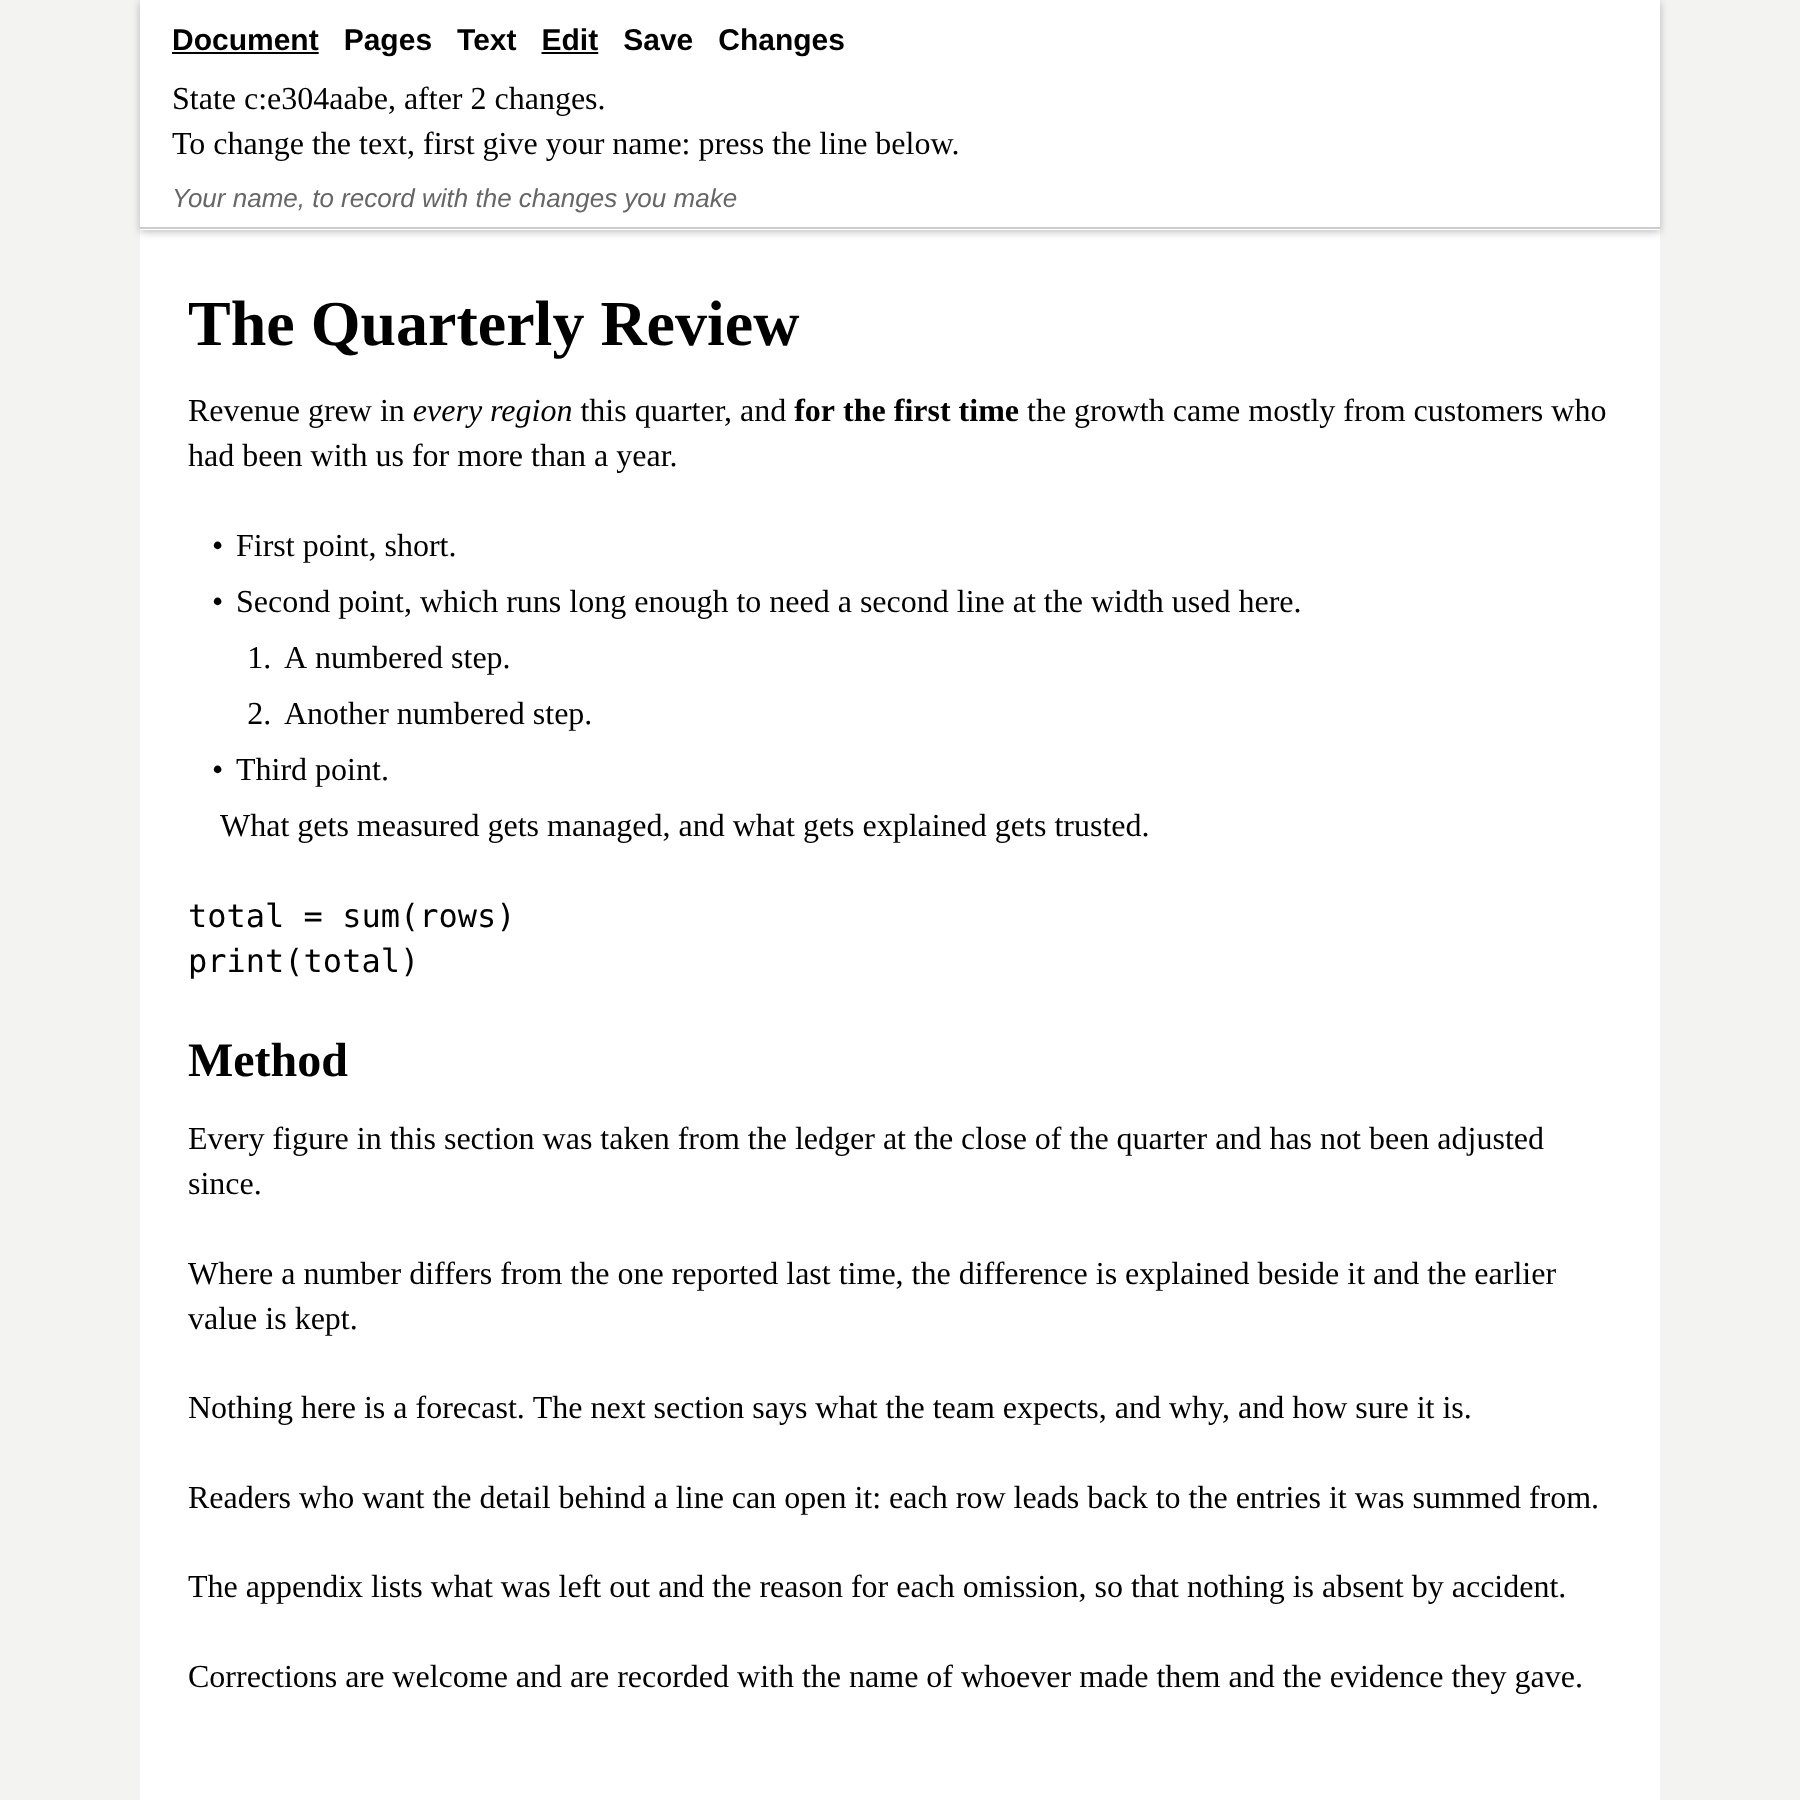 Document Pages Text Edit Save Changes
State c:e304aabe, after 2 changes.
To change the text, first give your name: press the line below.
Your name, to record with the changes you make
The Quarterly Review
Revenue grew in every region this quarter, and for the first time the growth came mostly from customers who
had been with us for more than a year.
• First point, short.
• Second point, which runs long enough to need a second line at the width used here.
1. A numbered step.
2. Another numbered step.
• Third point.
What gets measured gets managed, and what gets explained gets trusted.
total = sum(rows)
print(total)
Method
Every figure in this section was taken from the ledger at the close of the quarter and has not been adjusted
since.
Where a number differs from the one reported last time, the difference is explained beside it and the earlier
value is kept.
Nothing here is a forecast. The next section says what the team expects, and why, and how sure it is.
Readers who want the detail behind a line can open it: each row leads back to the entries it was summed from.
The appendix lists what was left out and the reason for each omission, so that nothing is absent by accident.
Corrections are welcome and are recorded with the name of whoever made them and the evidence they gave.